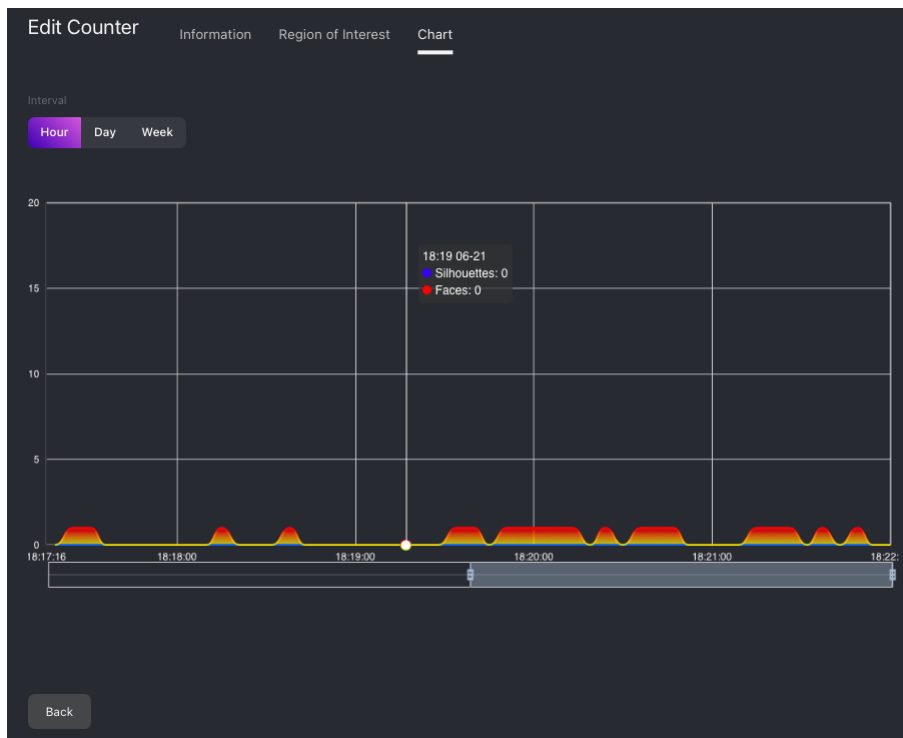 Edit Counter
Information Region of Interest Chart
Interval
Hour Day Week
20
18:19 06-21
Silhouettes: 0
15
Faces: 0
10
5
0
18:17:16 18:18:00 18:19:00 18:20:00 18:21:00 18:22:
Back